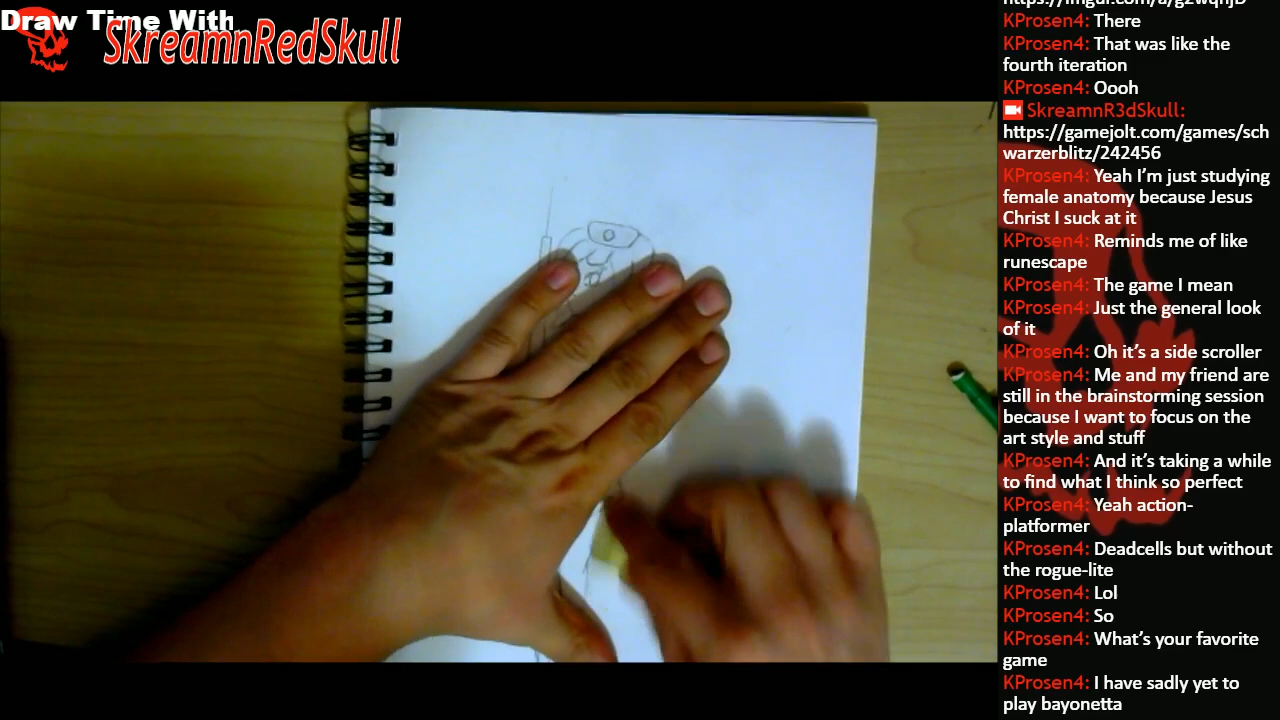 Draw Time With
SkreamnRedSkull
KProsen4: There
KProsen4: That was like the
fourth iteration
KProsen4: Oooh
SkreamnR3dSkull:
https://gamejolt.com/games/sch
warzerblitz/242456
KProsen4: Yeah I’m just studying
female anatomy because Jesus
Christ I suck at it
KProsen4: Reminds me of like
runescape
KProsen4: The game I mean
KProsen4: Just the general look
of it
KProsen4: Oh it’s a side scroller
KProsen4: Me and my friend are
still in the brainstorming session
because I want to focus on the
art style and stuff
KProsen4: And it’s taking a while
to find what I think so perfect
KProsen4: Yeah action-
platformer
KProsen4: Deadcells but without
the rogue-lite
KProsen4: Lol
KProsen4: So
KProsen4: What’s your favorite
game
KProsen4: I have sadly yet to
play bayonetta